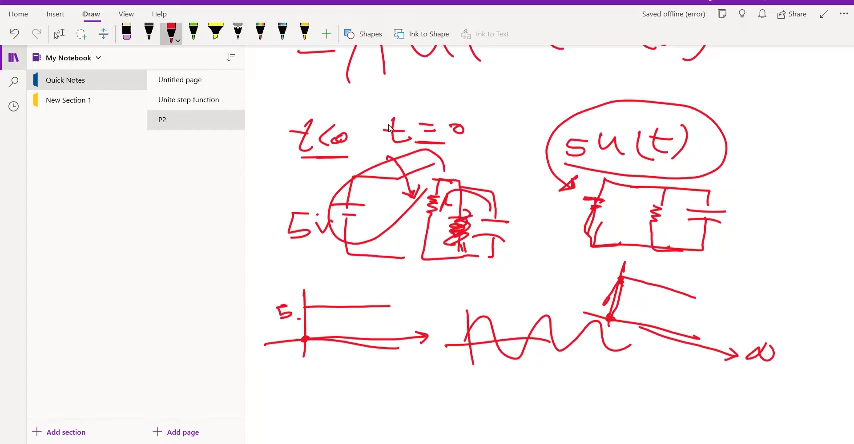 Home Insert Draw View Help
Saved offline (error)
Share
Shapes
Ink to Shape
Ink to Text
My Notebook
Quick Notes
New Section 1
Untitled page
Unite step function
P2
Add section
Add page
t<0 t=0
5u(t)
5
5
∞